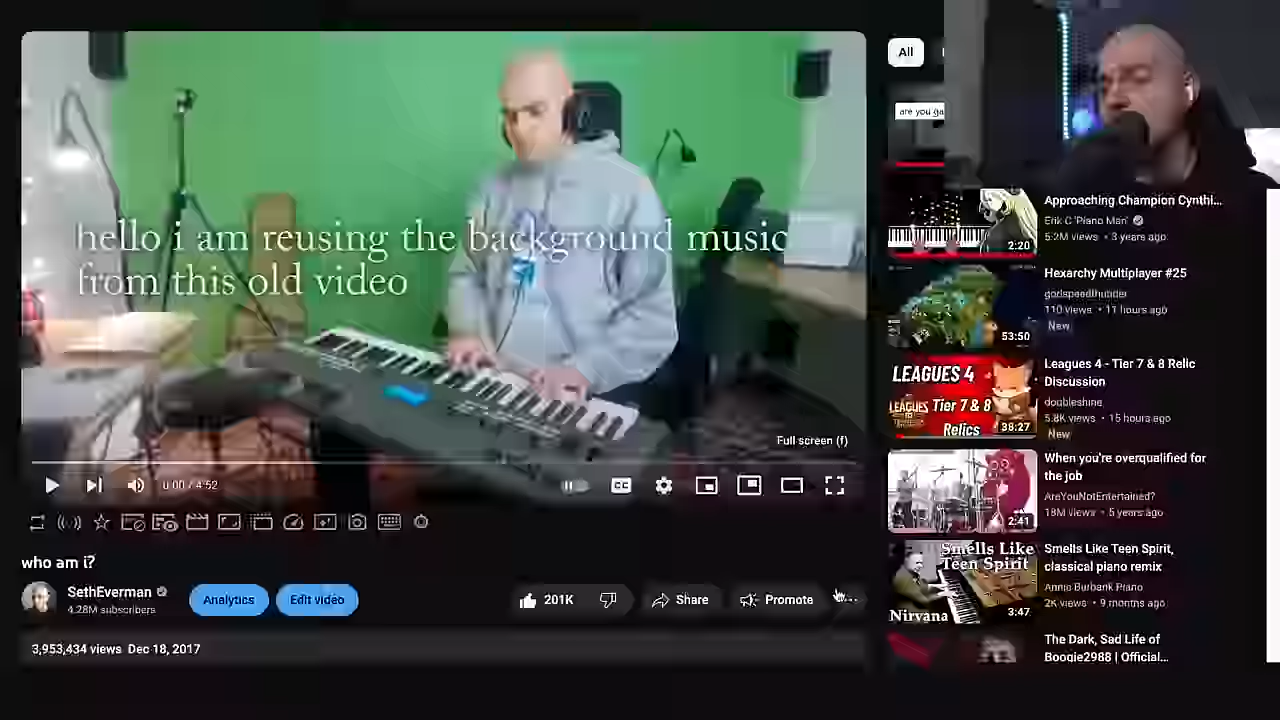 hello i am reusing the background music
from this old video
Full screen (f)
0:00 / 4:52
CC
who am i?
SethEverman
4.28M subscribers
Analytics
Edit video
201K
Share
Promote
3,953,434 views Dec 18, 2017
All
are you ga
Approaching Champion Cynthi...
Erik C 'Piano Man'
5.2M views • 3 years ago
2:20
Hexarchy Multiplayer #25
godspeedthunder
110 views • 11 hours ago
New
53:50
LEAGUES 4
Tier 7 & 8
Relics
38:27
Leagues 4 - Tier 7 & 8 Relic
Discussion
doubleshine
5.8K views • 15 hours ago
New
When you're overqualified for
the job
AreYouNotEntertained?
18M views • 5 years ago
2:41
Smells Like
Teen Spirit
Nirvana
3:47
Smells Like Teen Spirit,
classical piano remix
Annie Burbank Piano
2K views • 9 months ago
The Dark, Sad Life of
Boogie2988 | Official...